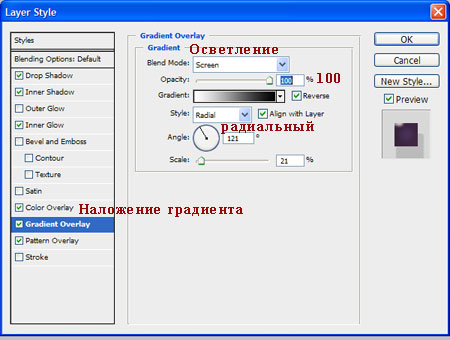 Layer Style
Styles
Blending Options: Default
Drop Shadow
Inner Shadow
Outer Glow
Inner Glow
Bevel and Emboss
Contour
Texture
Satin
Color Overlay
Наложение градиента
Gradient Overlay
Pattern Overlay
Stroke
Gradient Overlay
Gradient
Осветление
Blend Mode: Screen
Opacity: 100 % 100
Gradient: Reverse
Style: Radial Align with Layer
радиальный
Angle: 121 °
Scale: 21 %
OK
Cancel
New Style...
Preview